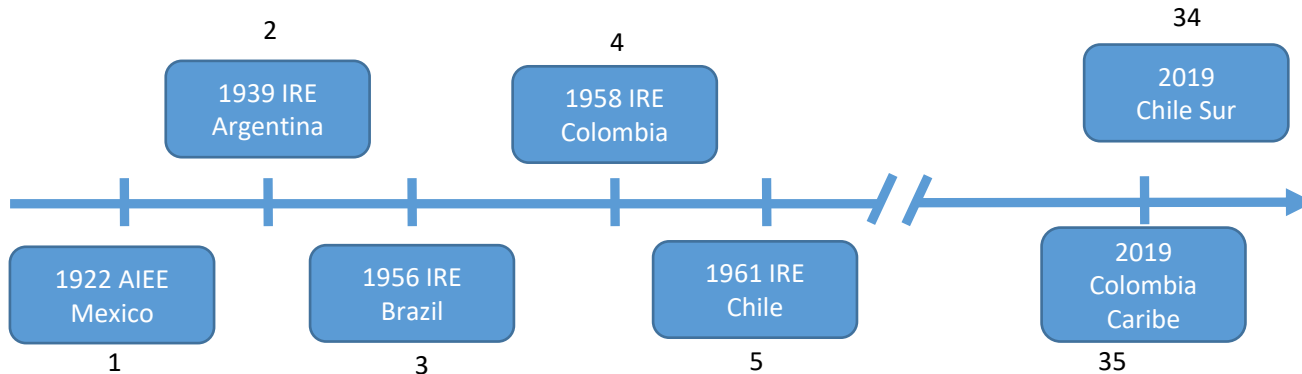 2
4
34
1939 IRE
Argentina
1958 IRE
Colombia
2019
Chile Sur
1922 AIEE
Mexico
1956 IRE
Brazil
1961 IRE
Chile
2019
Colombia
Caribe
1
3
5
35